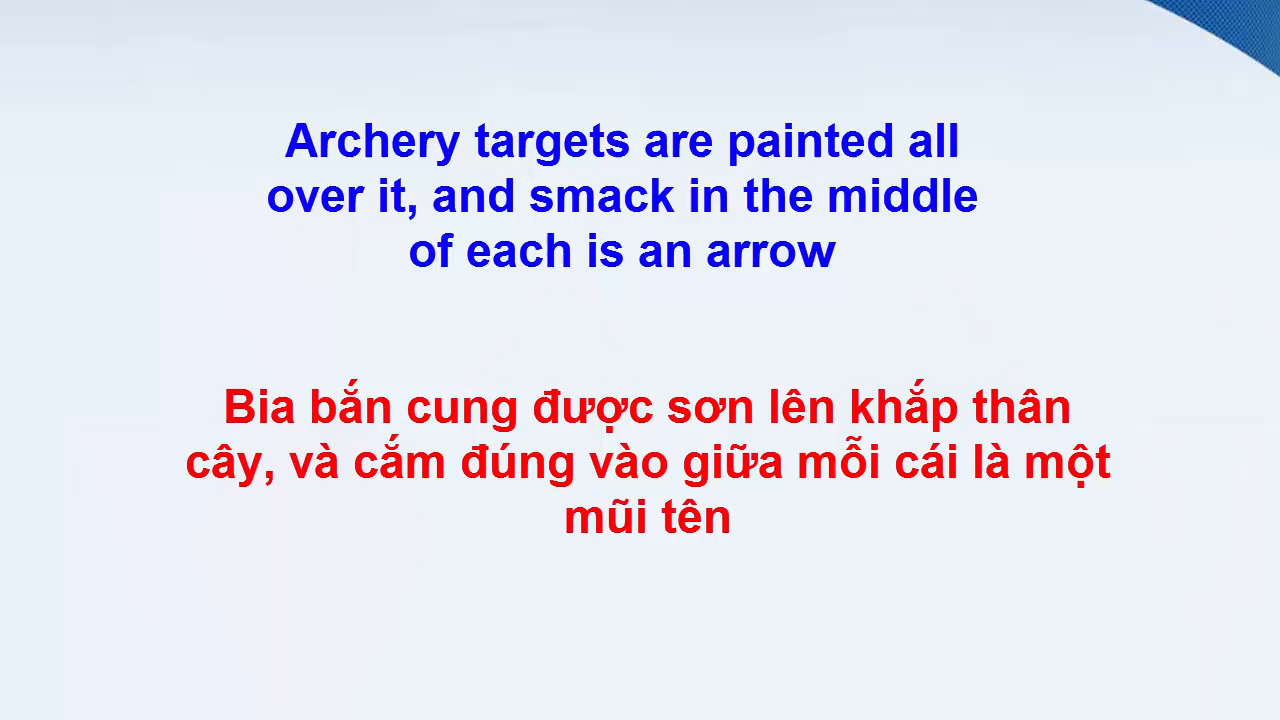 Archery targets are painted all
over it, and smack in the middle
of each is an arrow
Bia bắn cung được sơn lên khắp thân
cây, và cắm đúng vào giữa mỗi cái là một
mũi tên